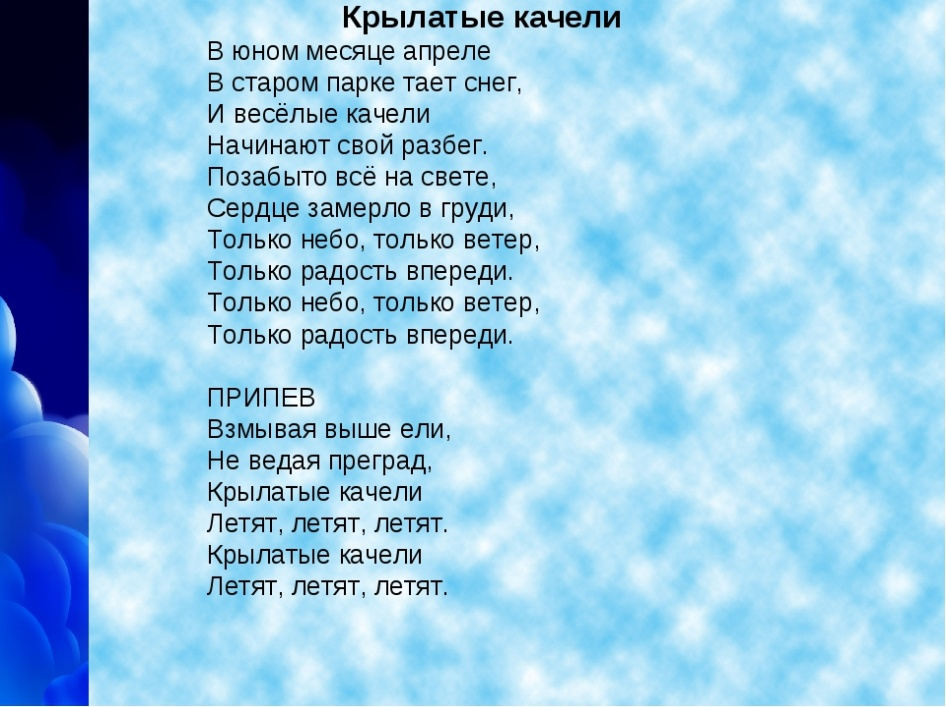 Крылатые качели
В юном месяце апреле
В старом парке тает снег,
И весёлые качели
Начинают свой разбег.
Позабыто всё на свете,
Сердце замерло в груди,
Только небо, только ветер,
Только радость впереди.
Только небо, только ветер,
Только радость впереди.
ПРИПЕВ
Взмывая выше ели,
Не ведая преград,
Крылатые качели
Летят, летят, летят.
Крылатые качели
Летят, летят, летят.